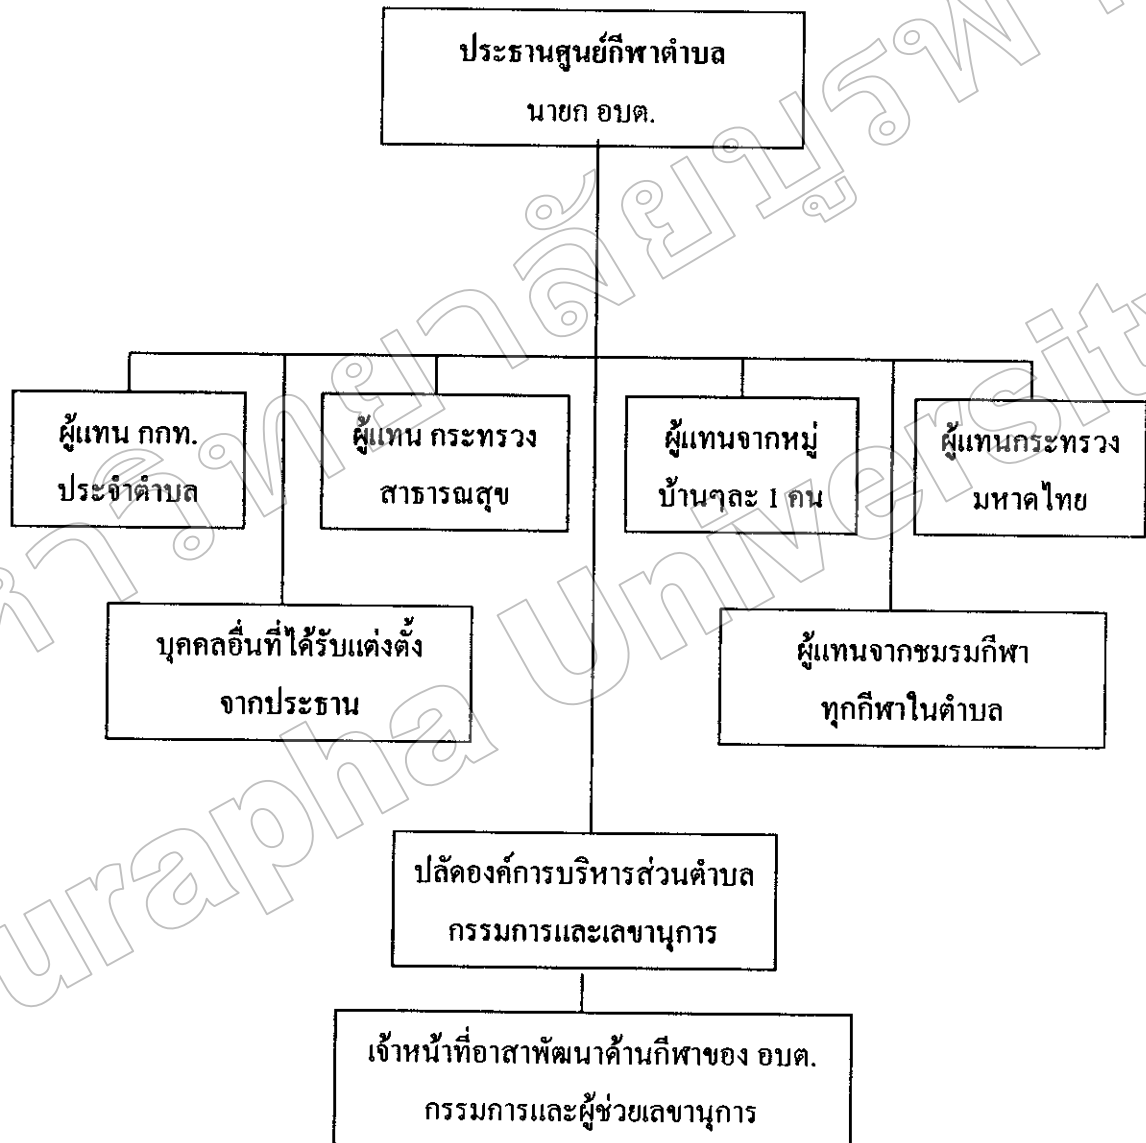 ประธานศูนย์กีฬาตำบล
นายก อบต.
ผู้แทน กกท.
ประจำตำบล
ผู้แทน กระทรวง
สาธารณสุข
ผู้แทนจากหมู่
บ้านๆละ 1 คน
ผู้แทนกระทรวง
มหาดไทย
บุคคลอื่นที่ได้รับแต่งตั้ง
จากประธาน
ผู้แทนจากชมรมกีฬา
ทุกกีฬาในตำบล
ปลัดองค์การบริหารส่วนตำบล
กรรมการและเลขานุการ
เจ้าหน้าที่อาสาพัฒนาด้านกีฬาของ อบต.
กรรมการและผู้ช่วยเลขานุการ